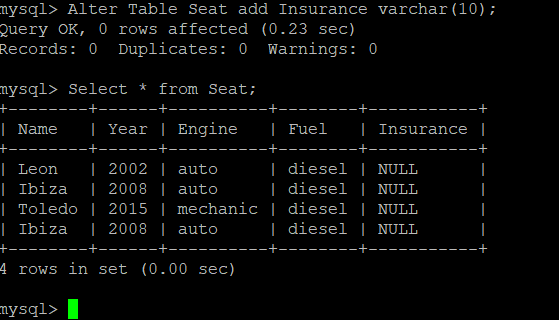 mysql> Alter Table Seat add Insurance varchar(10);
Query OK, 0 rows affected (0.23 sec)
Records: 0  Duplicates: 0  Warnings: 0

mysql> Select * from Seat;
+--------+------+----------+--------+-----------+
| Name   | Year | Engine   | Fuel   | Insurance |
+--------+------+----------+--------+-----------+
| Leon   | 2002 | auto     | diesel | NULL      |
| Ibiza  | 2008 | auto     | diesel | NULL      |
| Toledo | 2015 | mechanic | diesel | NULL      |
| Ibiza  | 2008 | auto     | diesel | NULL      |
+--------+------+----------+--------+-----------+
4 rows in set (0.00 sec)

mysql>